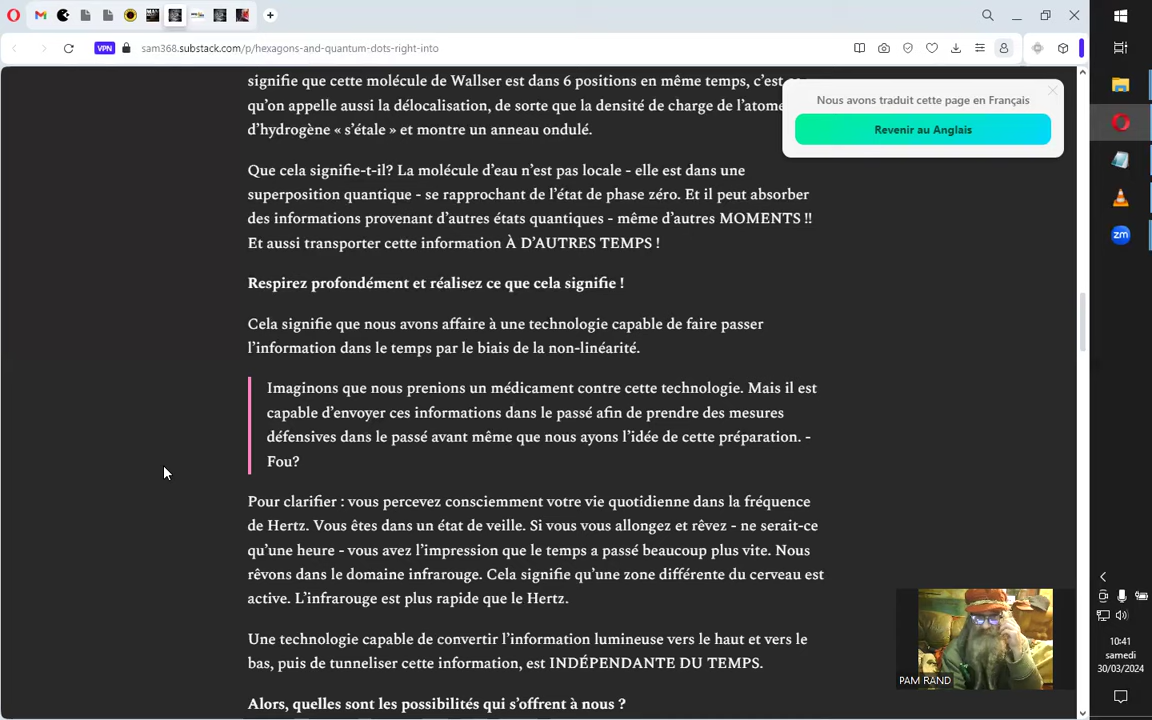 VPN
sam368.substack.com/p/hexagons-and-quantum-dots-right-into
Nous avons traduit cette page en Français
Revenir au Anglais
signifie que cette molécule de Wallser est dans 6 positions en même temps, c’est
qu’on appelle aussi la délocalisation, de sorte que la densité de charge de l’atome
d’hydrogène « s’étale » et montre un anneau ondulé.
Que cela signifie-t-il? La molécule d’eau n’est pas locale - elle est dans une
superposition quantique - se rapprochant de l’état de phase zéro. Et il peut absorber
des informations provenant d’autres états quantiques - même d’autres MOMENTS !!
Et aussi transporter cette information À D’AUTRES TEMPS !
Respirez profondément et réalisez ce que cela signifie !
Cela signifie que nous avons affaire à une technologie capable de faire passer
l’information dans le temps par le biais de la non-linéarité.
Imaginons que nous prenions un médicament contre cette technologie. Mais il est
capable d’envoyer ces informations dans le passé afin de prendre des mesures
défensives dans le passé avant même que nous ayons l’idée de cette préparation. -
Fou?
Pour clarifier : vous percevez consciemment votre vie quotidienne dans la fréquence
de Hertz. Vous êtes dans un état de veille. Si vous vous allongez et rêvez - ne serait-ce
qu’une heure - vous avez l’impression que le temps a passé beaucoup plus vite. Nous
rêvons dans le domaine infrarouge. Cela signifie qu’une zone différente du cerveau est
active. L’infrarouge est plus rapide que le Hertz.
Une technologie capable de convertir l’information lumineuse vers le haut et vers le
bas, puis de tunneliser cette information, est INDÉPENDANTE DU TEMPS.
Alors, quelles sont les possibilités qui s’offrent à nous ?
PAM RAND
zm
10:41
samedi
30/03/2024